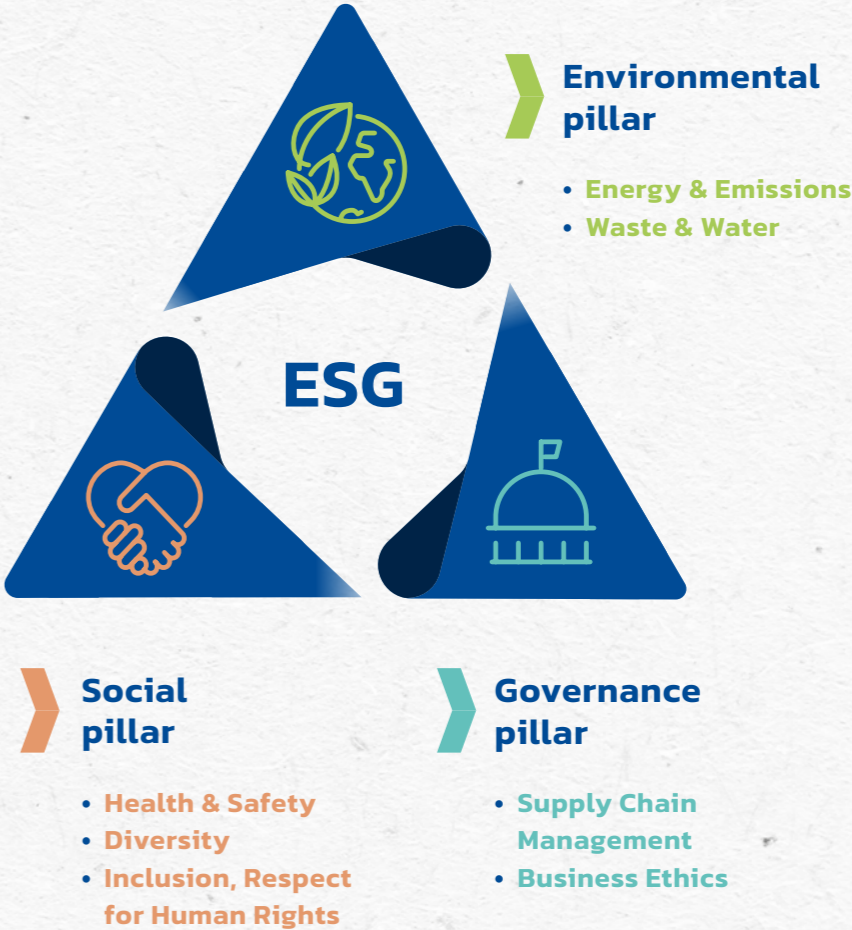 Environmental
pillar
• Energy & Emissions
• Waste & Water
ESG
Social
pillar
• Health & Safety
• Diversity
• Inclusion, Respect
for Human Rights
Governance
pillar
• Supply Chain
Management
• Business Ethics